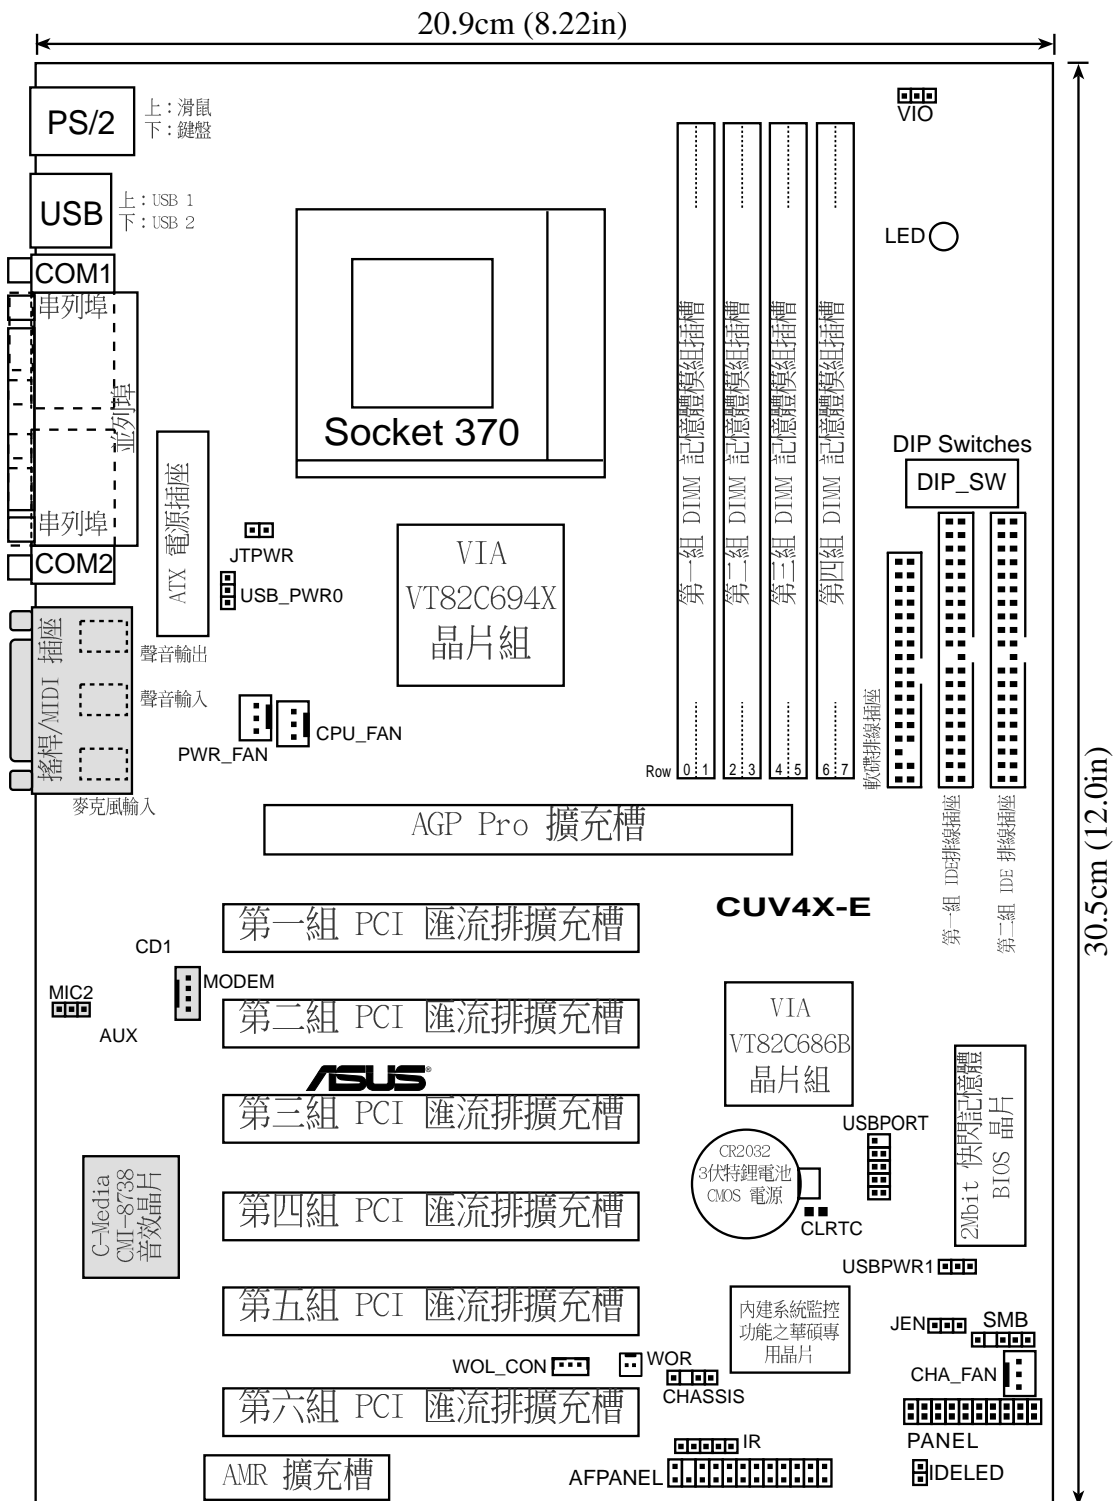 20.9cm (8.22in)
PS/2
上：滑鼠
下：鍵盤
VIO
USB
上：USB 1
下：USB 2
LED
COM1
串列埠
並列埠
串列埠
COM2
Socket 370
第一組 DIMM 記憶體模組插槽
第二組 DIMM 記憶體模組插槽
第三組 DIMM 記憶體模組插槽
第四組 DIMM 記憶體模組插槽
DIP Switches
DIP_SW
ATX 電源插座
JTPWR
USB_PWR0
VIA
VT82C694X
晶片組
搖桿/MIDI 插座
聲音輸出
聲音輸入
麥克風輸入
PWR_FAN
CPU_FAN
Row 0 1 2 3 4 5 6 7
軟碟排線插座
第一組 IDE排線插座
第二組 IDE 排線插座
30.5cm (12.0in)
AGP Pro 擴充槽
CUV4X-E
第一組 PCI 匯流排擴充槽
CD1
MODEM
MIC2
AUX
第二組 PCI 匯流排擴充槽
VIA
VT82C686B
晶片組
ASUS®
第三組 PCI 匯流排擴充槽
USBPORT
2Mbit 快閃記憶體
BIOS 晶片
CR2032
3伏特鋰電池
CMOS 電源
CLRTC
C-Media
CMI-8738
音效晶片
第四組 PCI 匯流排擴充槽
USBPWR1
第五組 PCI 匯流排擴充槽
內建系統監控
功能之華碩專
用晶片
JEN
SMB
WOL_CON
WOR
CHASSIS
CHA_FAN
第六組 PCI 匯流排擴充槽
PANEL
IR
AMR 擴充槽
AFPANEL
IDELED